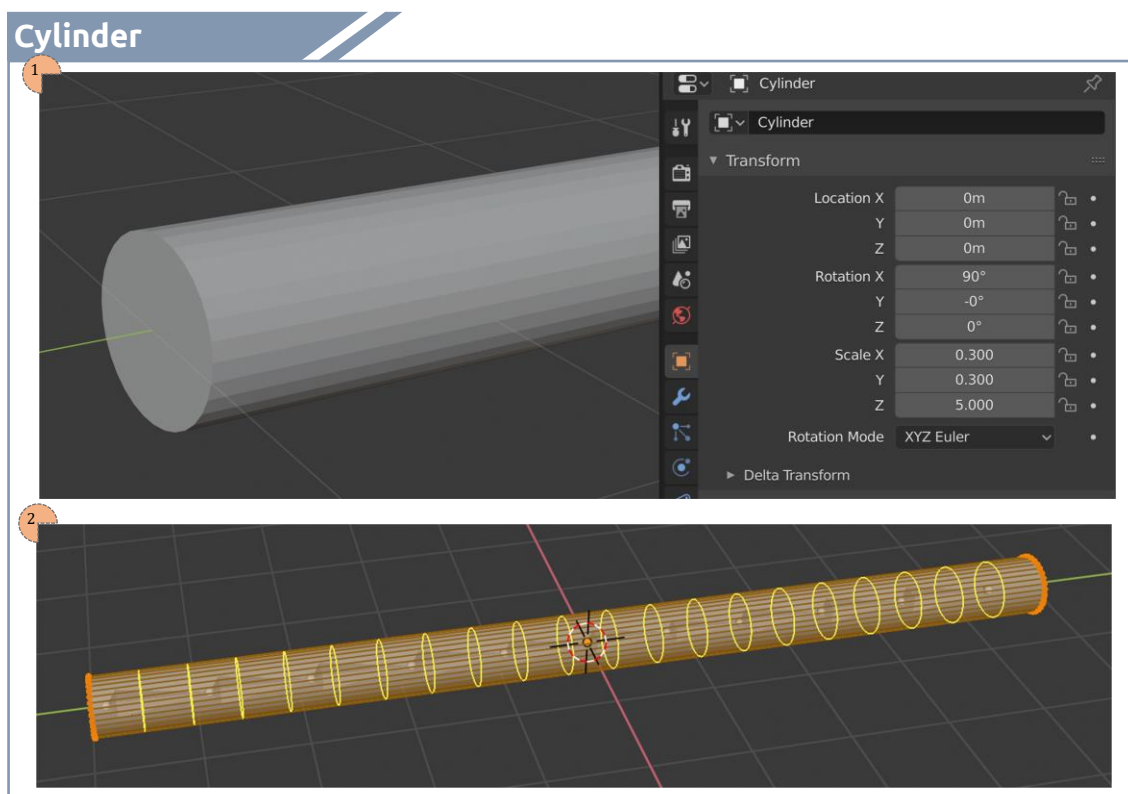 Cylinder
1
Cylinder
Cylinder
Transform
Location X 0m
Y 0m
Z 0m
Rotation X 90°
Y -0°
Z 0°
Scale X 0.300
Y 0.300
Z 5.000
Rotation Mode XYZ Euler
Delta Transform
2